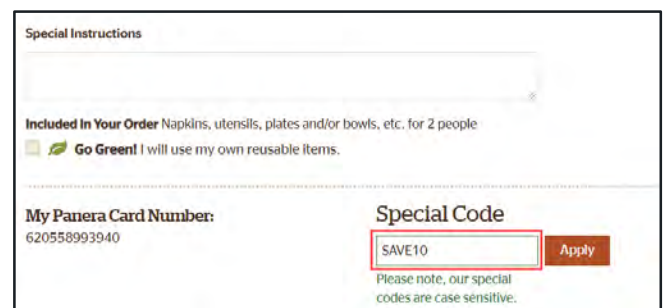 Special Instructions
Included In Your Order Napkins, utensils, plates and/or bowls, etc. for 2 people
Go Green! I will use my own reusable items.
My Panera Card Number:
620558993940
Special Code
SAVE10
Apply
Please note, our special
codes are case sensitive.